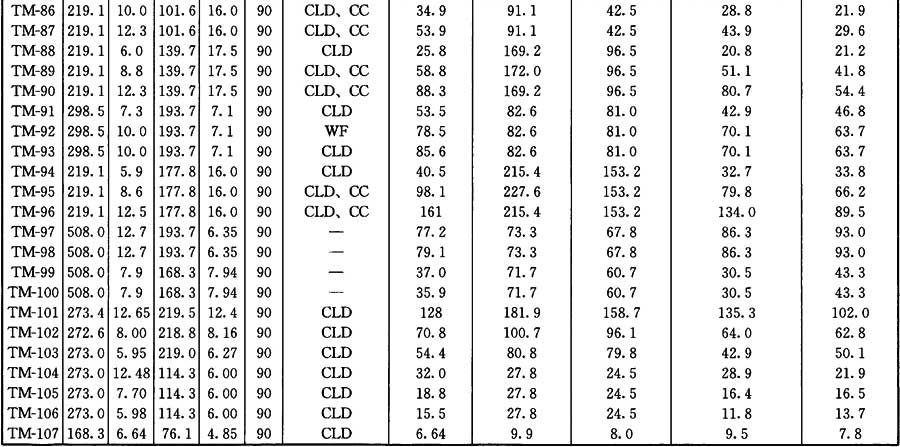 TM-86 219.1 10.0 101.6 16.0 90 CLD、CC 34.9 91.1 42.5 28.8 21.9
TM-87 219.1 12.3 101.6 16.0 90 CLD、CC 53.9 91.1 42.5 43.9 29.6
TM-88 219.1 6.0 139.7 17.5 90 CLD 25.8 169.2 96.5 20.8 21.2
TM-89 219.1 8.8 139.7 17.5 90 CLD、CC 58.8 172.0 96.5 51.1 41.8
TM-90 219.1 12.3 139.7 17.5 90 CLD、CC 88.3 169.2 96.5 80.7 54.4
TM-91 298.5 7.3 193.7 7.1 90 CLD 53.5 82.6 81.0 42.9 46.8
TM-92 298.5 10.0 193.7 7.1 90 WF 78.5 82.6 81.0 70.1 63.7
TM-93 298.5 10.0 193.7 7.1 90 CLD 85.6 82.6 81.0 70.1 63.7
TM-94 219.1 5.9 177.8 16.0 90 CLD 40.5 215.4 153.2 32.7 33.8
TM-95 219.1 8.6 177.8 16.0 90 CLD、CC 98.1 227.6 153.2 79.8 66.2
TM-96 219.1 12.5 177.8 16.0 90 CLD、CC 161 215.4 153.2 134.0 89.5
TM-97 508.0 12.7 193.7 6.35 90 — 77.2 73.3 67.8 86.3 93.0
TM-98 508.0 12.7 193.7 6.35 90 — 79.1 73.3 67.8 86.3 93.0
TM-99 508.0 7.9 168.3 7.94 90 — 37.0 71.7 60.7 30.5 43.3
TM-100 508.0 7.9 168.3 7.94 90 — 35.9 71.7 60.7 30.5 43.3
TM-101 273.4 12.65 219.5 12.4 90 CLD 128 181.9 158.7 135.3 102.0
TM-102 272.6 8.00 218.8 8.16 90 CLD 70.8 100.7 96.1 64.0 62.8
TM-103 273.0 5.95 219.0 6.27 90 CLD 54.4 80.8 79.8 42.9 50.1
TM-104 273.0 12.48 114.3 6.00 90 CLD 32.0 27.8 24.5 28.9 21.9
TM-105 273.0 7.70 114.3 6.00 90 CLD 18.8 27.8 24.5 16.4 16.5
TM-106 273.0 5.98 114.3 6.00 90 CLD 15.5 27.8 24.5 11.8 13.7
TM-107 168.3 6.64 76.1 4.85 90 CLD 6.64 9.9 8.0 9.5 7.8